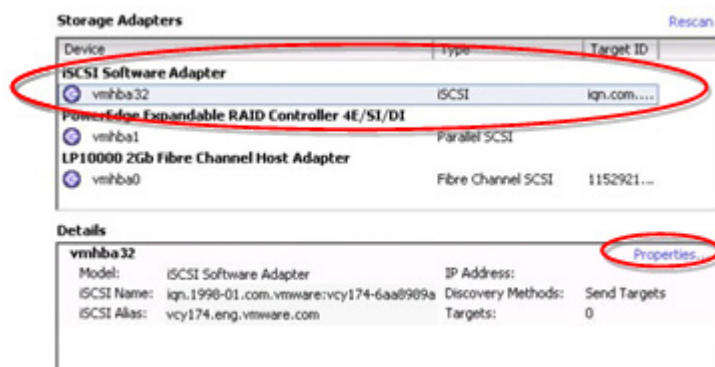 Storage Adapters Rescan
Device Type Target ID
iSCSI Software Adapter
vmhba32 iSCSI iqn.com....
PowerEdge Expandable RAID Controller 4E/SI/DI
vmhba1 Parallel SCSI
LP10000 2Gb Fibre Channel Host Adapter
vmhba0 Fibre Channel SCSI 1152921...
Details
vmhba32 Properties...
Model: iSCSI Software Adapter IP Address:
iSCSI Name: iqn.1998-01.com.vmware:vcy174-6aa8989a Discovery Methods: Send Targets
iSCSI Alias: vcy174.eng.vmware.com Targets: 0